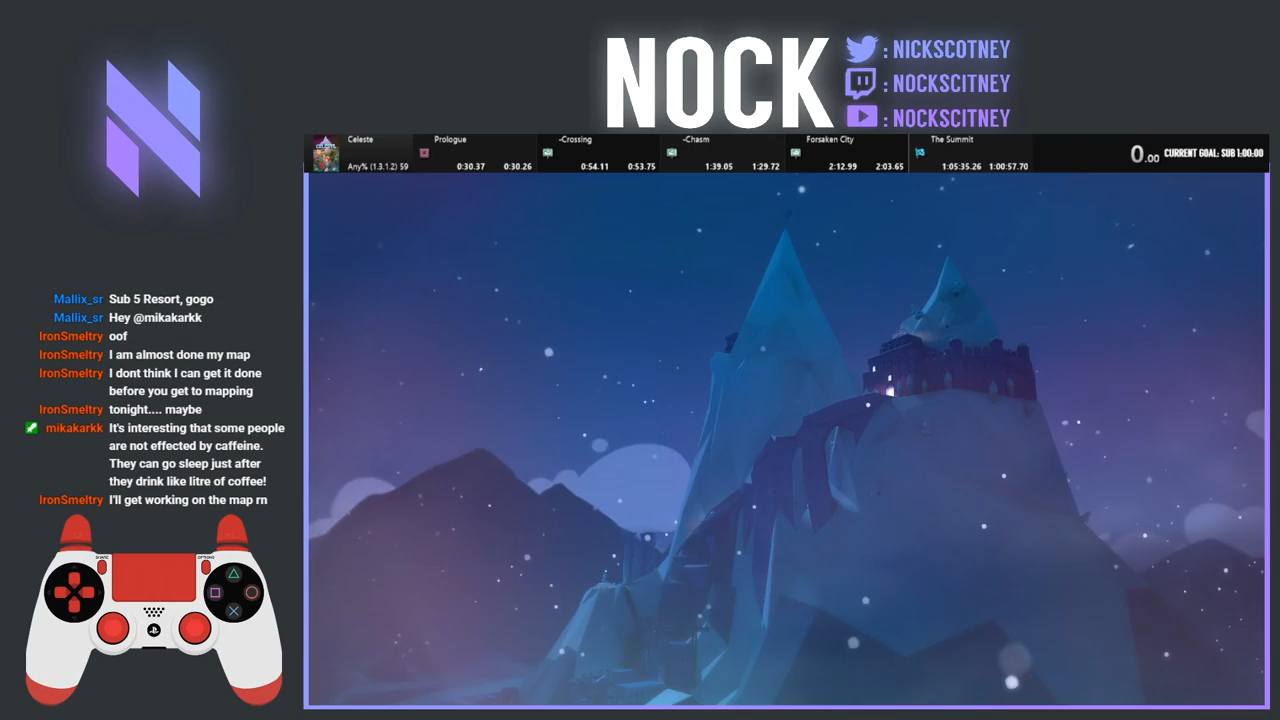 NOCK
: NICKSCOTNEY
: NOCKSCITNEY
: NOCKSCITNEY
Celeste
Any% (1.3.1.2) 59
Prologue
0:30.37 0:30.26
-Crossing
0:54.11 0:53.75
-Chasm
1:39.05 1:29.72
Forsaken City
2:12.99 2:03.65
The Summit
1:05:35.26 1:00:57.70
0.00
CURRENT GOAL: SUB 1:00:00
Mallix_sr Sub 5 Resort, gogo
Mallix_sr Hey @mikakarkk
IronSmeltry oof
IronSmeltry I am almost done my map
IronSmeltry I dont think I can get it done
before you get to mapping
IronSmeltry tonight.... maybe
mikakarkk It's interesting that some people
are not effected by caffeine.
They can go sleep just after
they drink like litre of coffee!
IronSmeltry I'll get working on the map rn
SHARE
OPTIONS